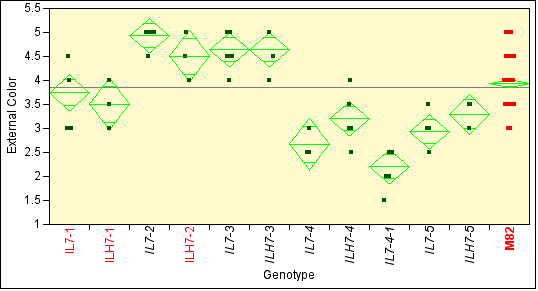 External Color
5.5
5
4.5
4
3.5
3
2.5
2
1.5
1
IL7-1
ILH7-1
IL7-2
ILH7-2
IL7-3
ILH7-3
IL7-4
ILH7-4
IL7-4-1
IL7-5
ILH7-5
M82
Genotype